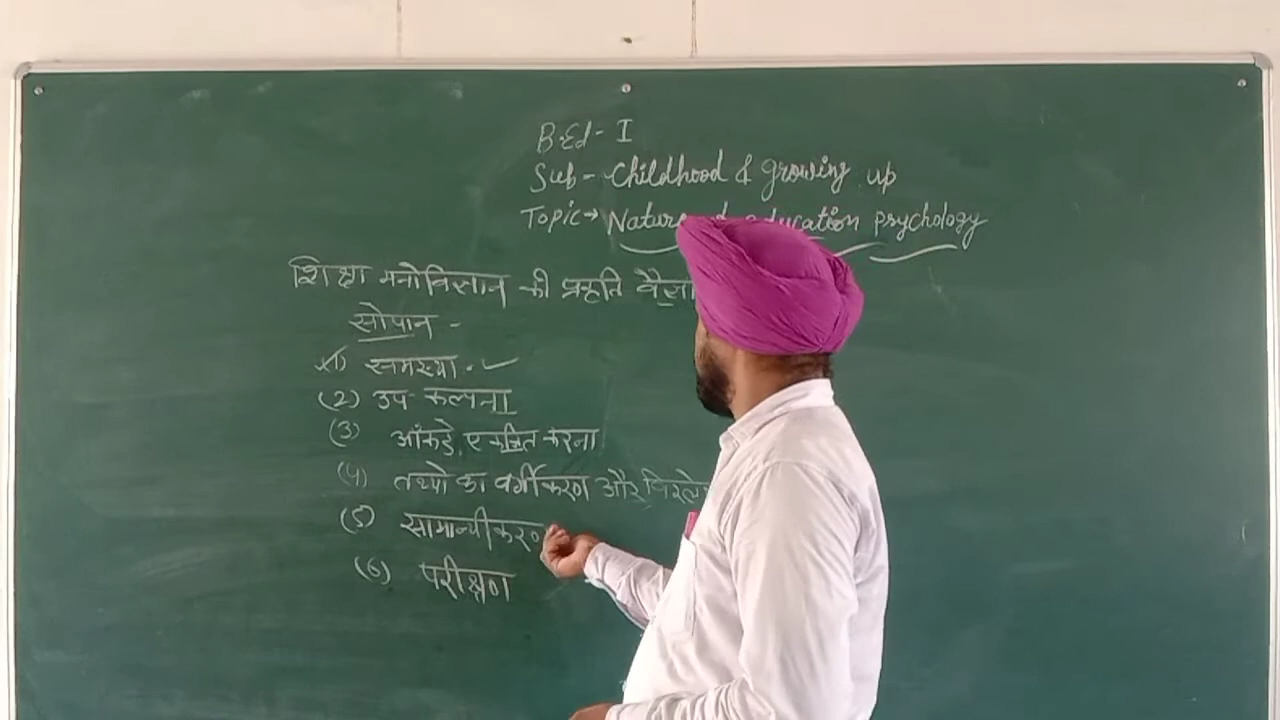 B.Ed - I
Sub - Childhood & growing up
Topic → Nature education psychology
शिक्षा मनोविज्ञान की प्रकृति
सोपान -
(1) समस्या -
(2) उप-कल्पना
(3) आँकड़े एकत्रित करना
(4) तथ्यो का वर्गीकरण और
(5) सामान्यीकरण
(6) परीक्षण